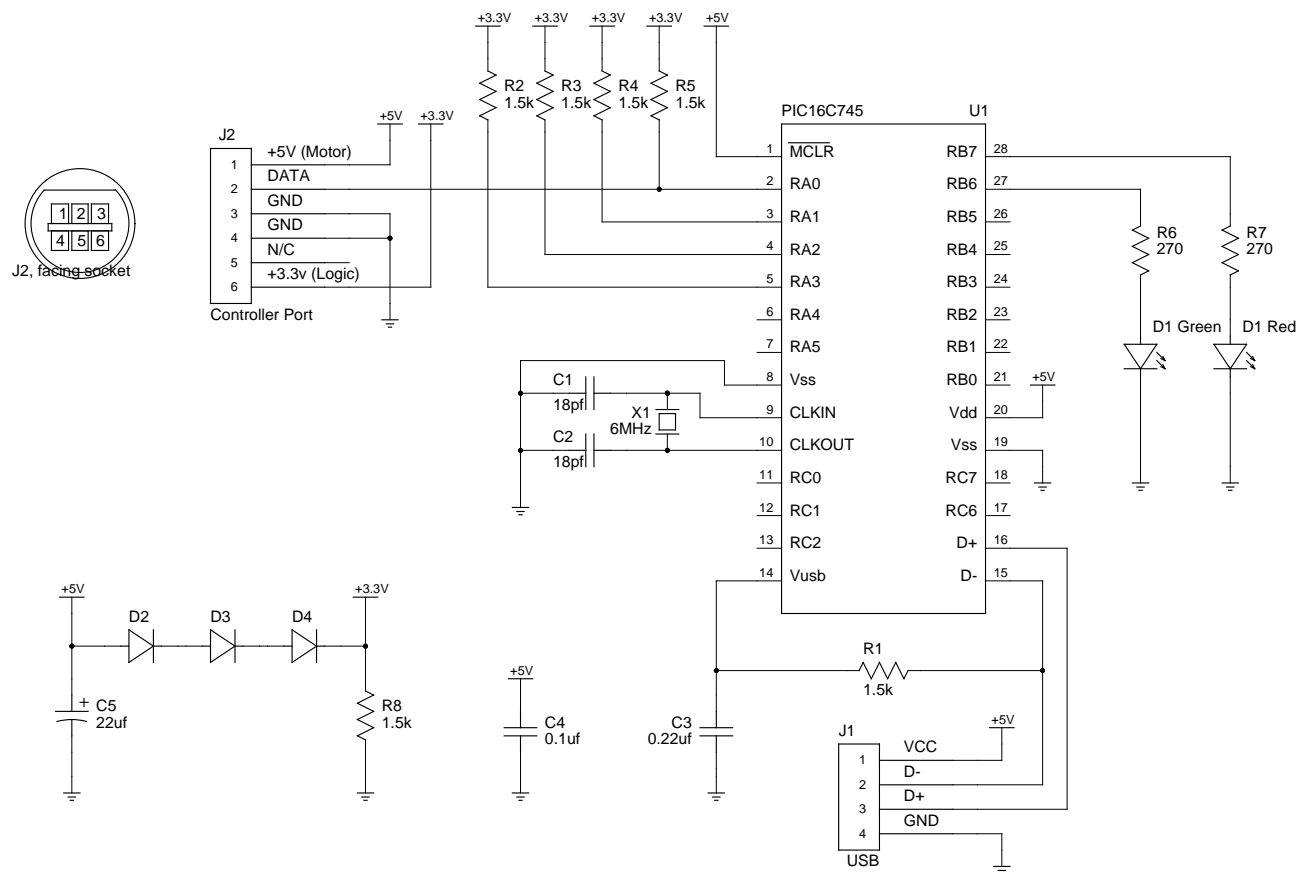 +3.3V +3.3V +3.3V +3.3V +5V
R2 1.5k
R3 1.5k
R4 1.5k
R5 1.5k
PIC16C745 U1
1 MCLR
2 RA0
3 RA1
4 RA2
5 RA3
6 RA4
7 RA5
8 Vss
9 CLKIN
10 CLKOUT
11 RC0
12 RC1
13 RC2
14 Vusb
RB7 28
RB6 27
RB5 26
RB4 25
RB3 24
RB2 23
RB1 22
RB0 21
Vdd 20
Vss 19
RC7 18
RC6 17
D+ 16
D- 15
+5V
R6
270
R7
270
D1 Green
D1 Red
J2
+5V +3.3V
1 +5V (Motor)
2 DATA
3 GND
4 GND
5 N/C
6 +3.3v (Logic)
Controller Port
1 2 3
4 5 6
J2, facing socket
C1
18pf
X1
6MHz
C2
18pf
+5V
D2 D3 D4
+3.3V
+
C5
22uf
R8
1.5k
+5V
C4
0.1uf
C3
0.22uf
R1
1.5k
J1
+5V
1 VCC
2 D-
3 D+
4 GND
USB